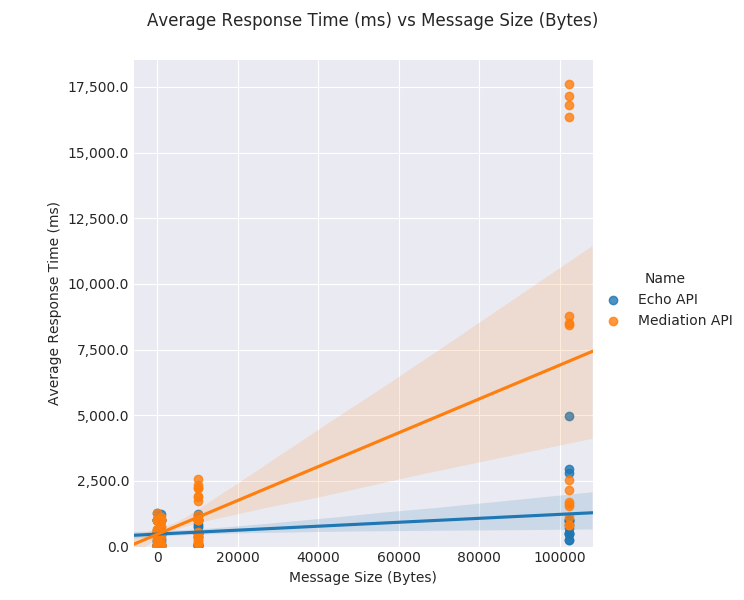 Average Response Time (ms) vs Message Size (Bytes)
17,500.0
15,000.0
12,500.0
10,000.0
7,500.0
5,000.0
2,500.0
0.0
Average Response Time (ms)
0 20000 40000 60000 80000 100000
Message Size (Bytes)
Name
Echo API
Mediation API